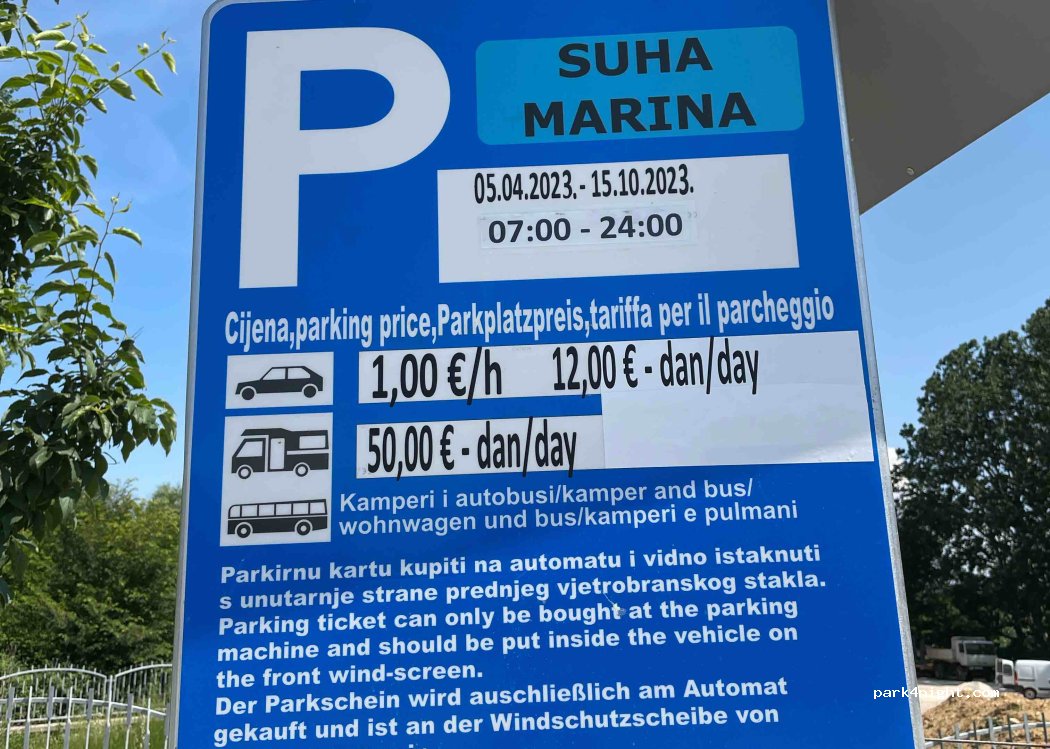 P
SUHA
MARINA
05.04.2023.- 15.10.2023.
07:00 - 24:00
Cijena,parking price,Parkplatzpreis,tariffa per il parcheggio
1,00 €/h 12,00 € - dan/day
50,00 € - dan/day
Kamperi i autobusi/kamper and bus/
wohnwagen und bus/kamperi e pulmani
Parkirnu kartu kupiti na automatu i vidno istaknuti
s unutarnje strane prednjeg vjetrobranskog stakla.
Parking ticket can only be bought at the parking
machine and should be put inside the vehicle on
the front wind-screen.
Der Parkschein wird auschließlich am Automat
gekauft und ist an der Windschutzscheibe von
park4night.com